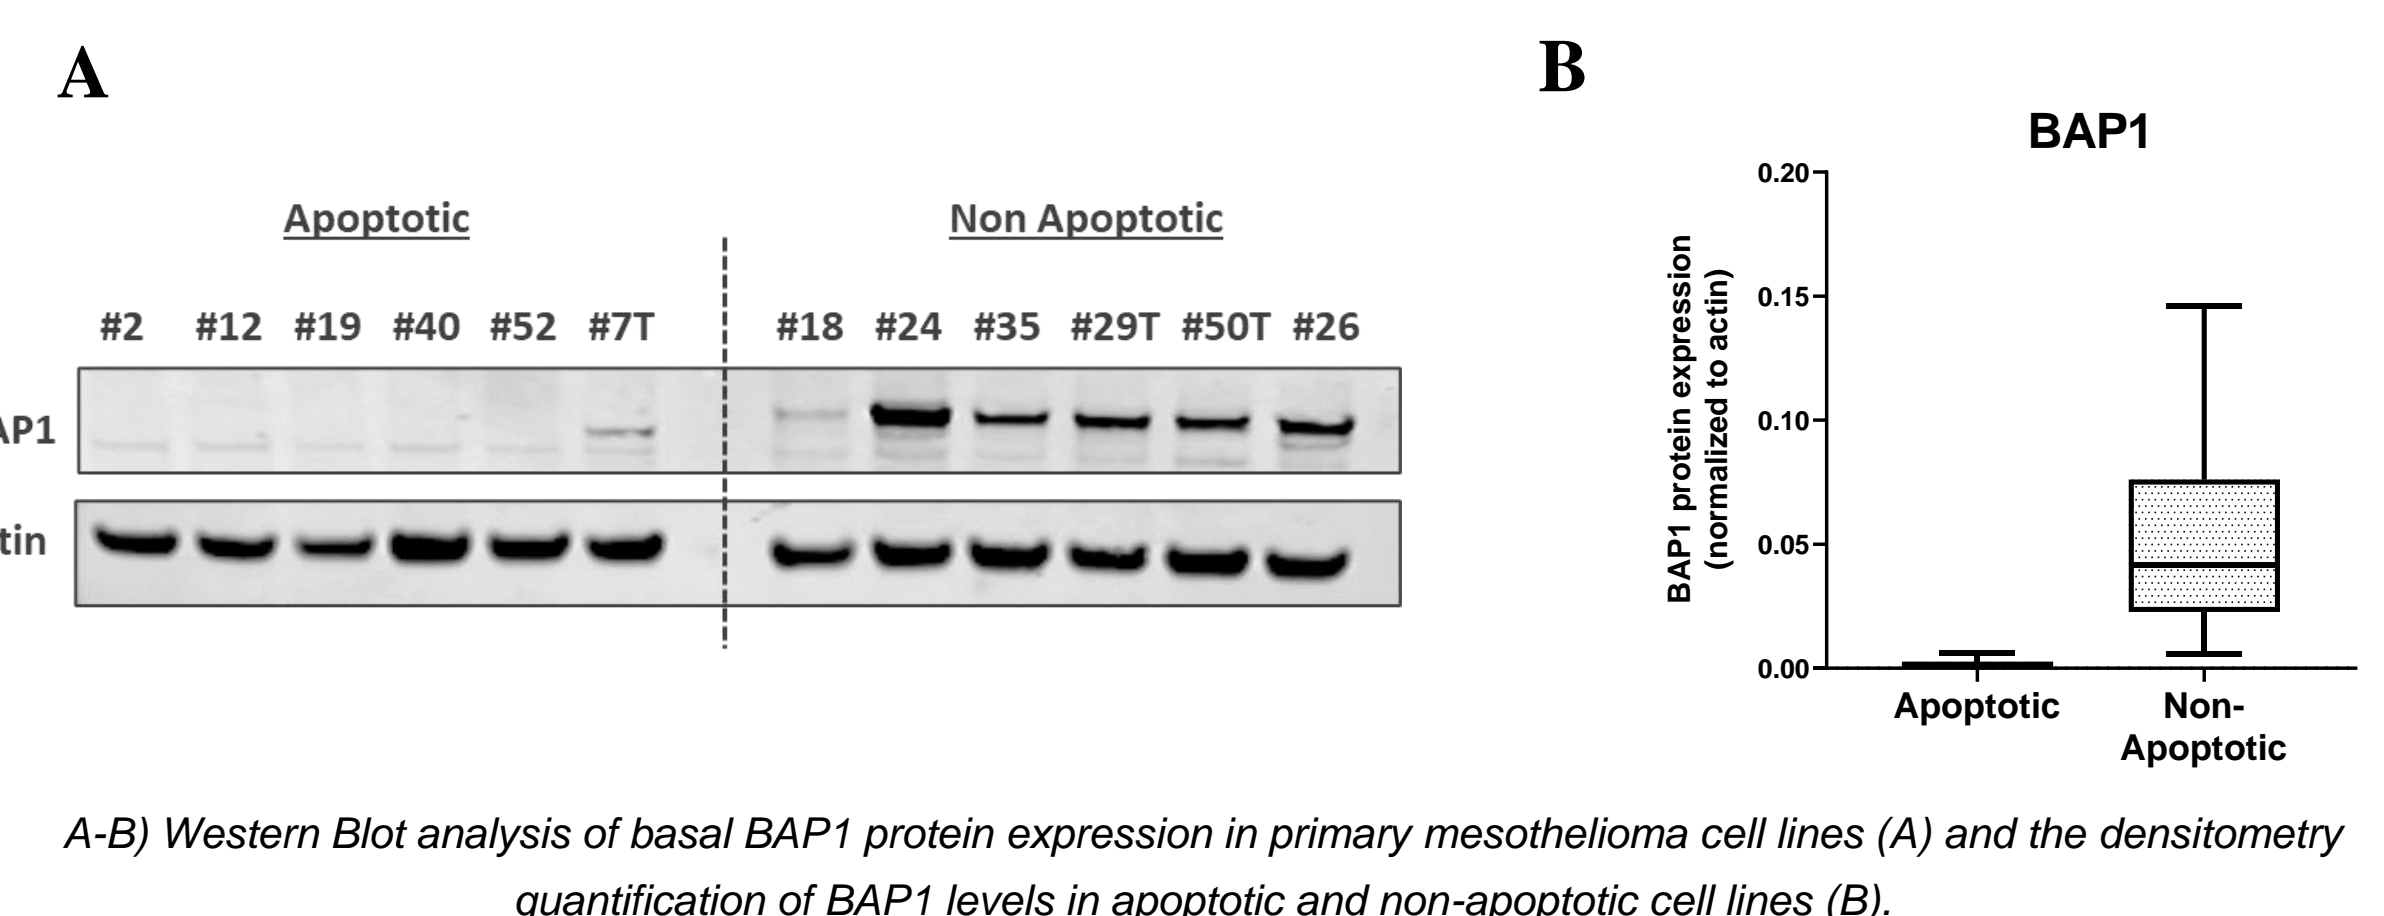 A
B
BAP1
Apoptotic
Non Apoptotic
#2 #12 #19 #40 #52 #7T #18 #24 #35 #29T #50T #26
AP1
tin
BAP1 protein expression
(normalized to actin)
0.20
0.15
0.10
0.05
0.00
Apoptotic
Non-
Apoptotic
A-B) Western Blot analysis of basal BAP1 protein expression in primary mesothelioma cell lines (A) and the densitometry
quantification of BAP1 levels in apoptotic and non-apoptotic cell lines (B).